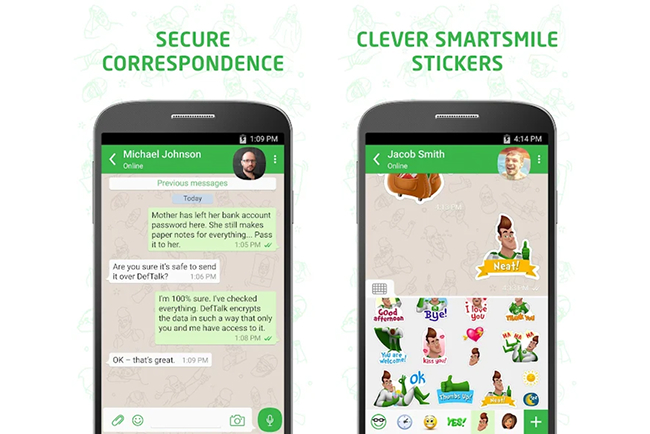 SECURE
CORRESPONDENCE
1:09 PM
Michael Johnson
Online
Previous messages
Today
Mother has left her bank account
password here. She still makes
paper notes for everything... Pass
it to her.
1:05 PM
Are you sure it's safe to send
it over DefTalk?
1:06 PM
I'm 100% sure. I've checked
everything. DefTalk encrypts
the data in such a way that only
you and me have access to it.
1:08 PM
OK – that's great.
1:09 PM
CLEVER SMARTSMILE
STICKERS
4:14 PM
Jacob Smith
Online
Neat!
Good
afternoon
Bye!
I love
you
THANK YOU
You are
welcome!
Kiss you!
HA HA HA
OK
Thumbs Up!
Neat!
YES!